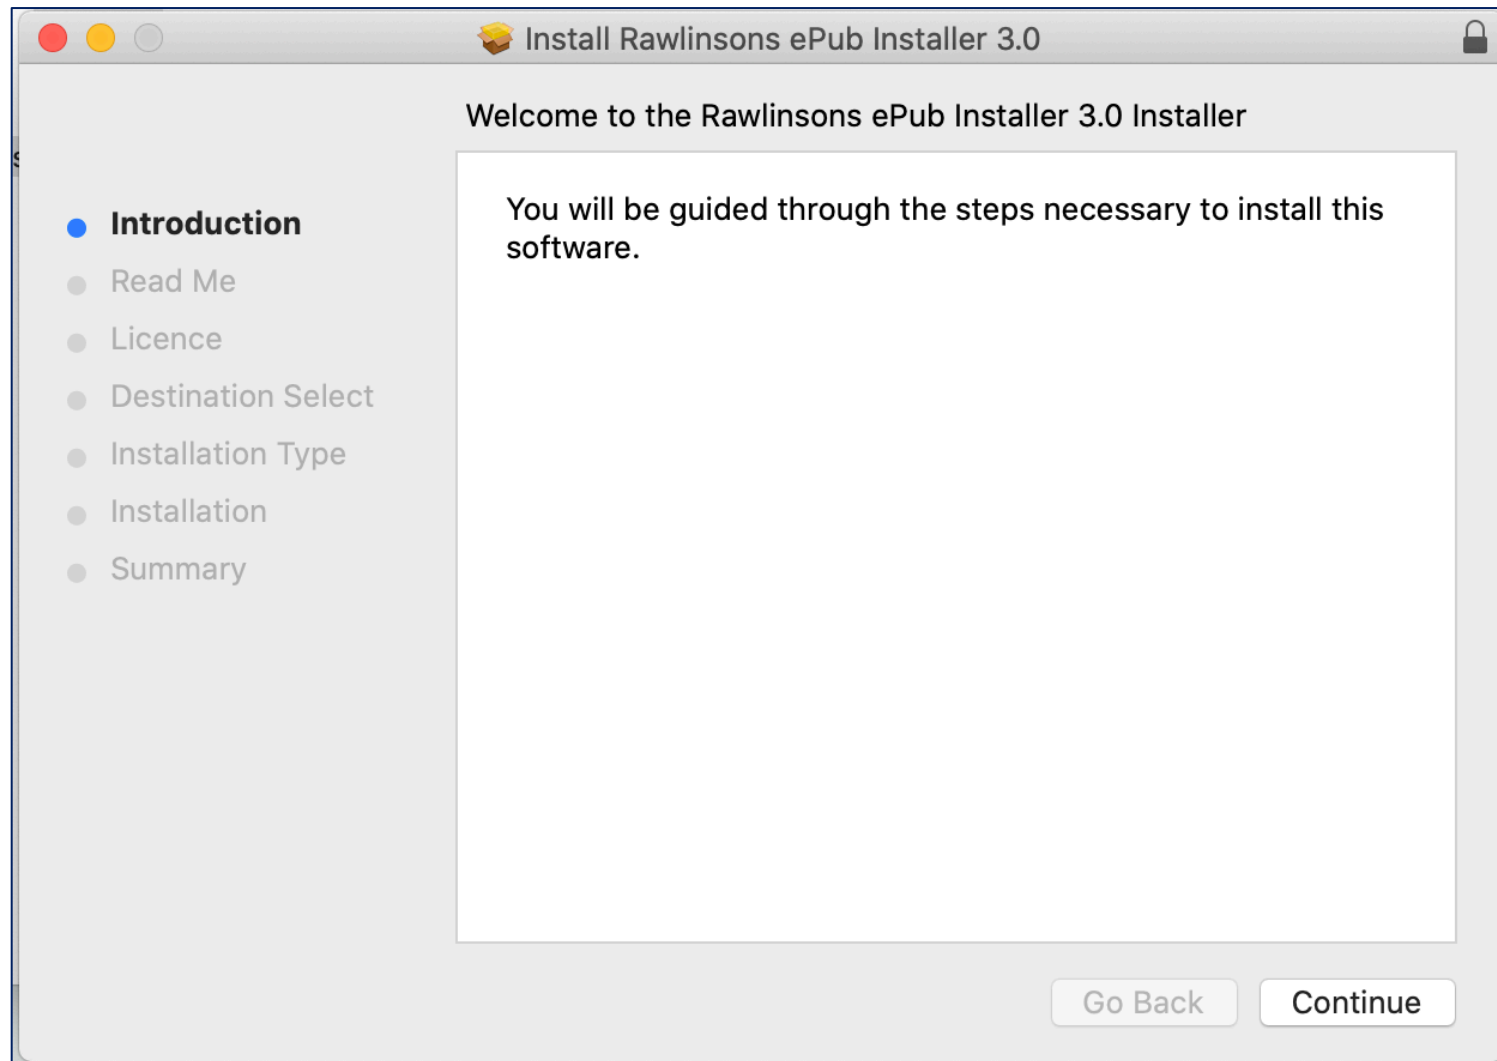 Install Rawlinsons ePub Installer 3.0
Welcome to the Rawlinsons ePub Installer 3.0 Installer
Introduction
Read Me
Licence
Destination Select
Installation Type
Installation
Summary
You will be guided through the steps necessary to install this
software.
Go Back
Continue